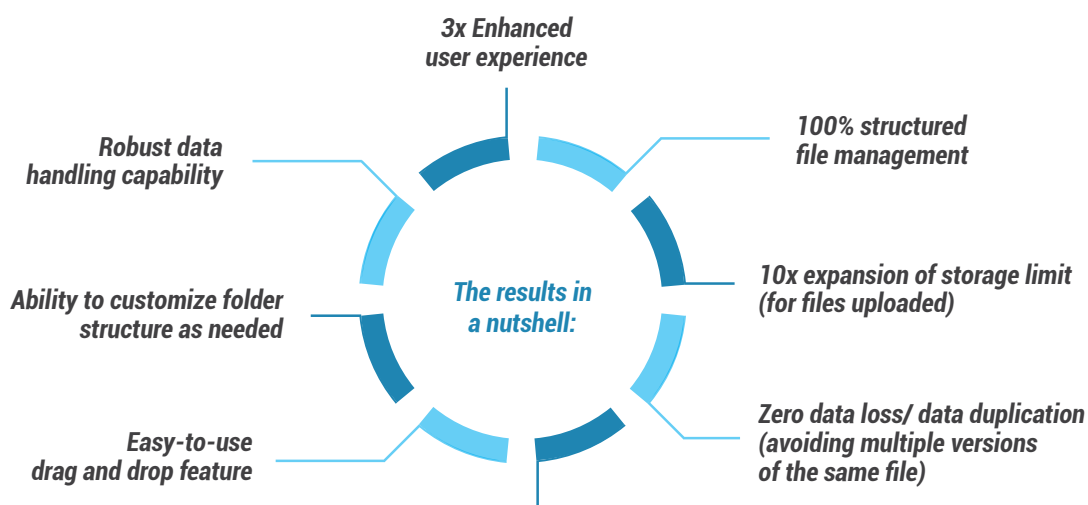 3x Enhanced
user experience
100% structured
file management
Robust data
handling capability
10x expansion of storage limit
(for files uploaded)
The results in
a nutshell:
Ability to customize folder
structure as needed
Zero data loss/ data duplication
(avoiding multiple versions
of the same file)
Easy-to-use
drag and drop feature